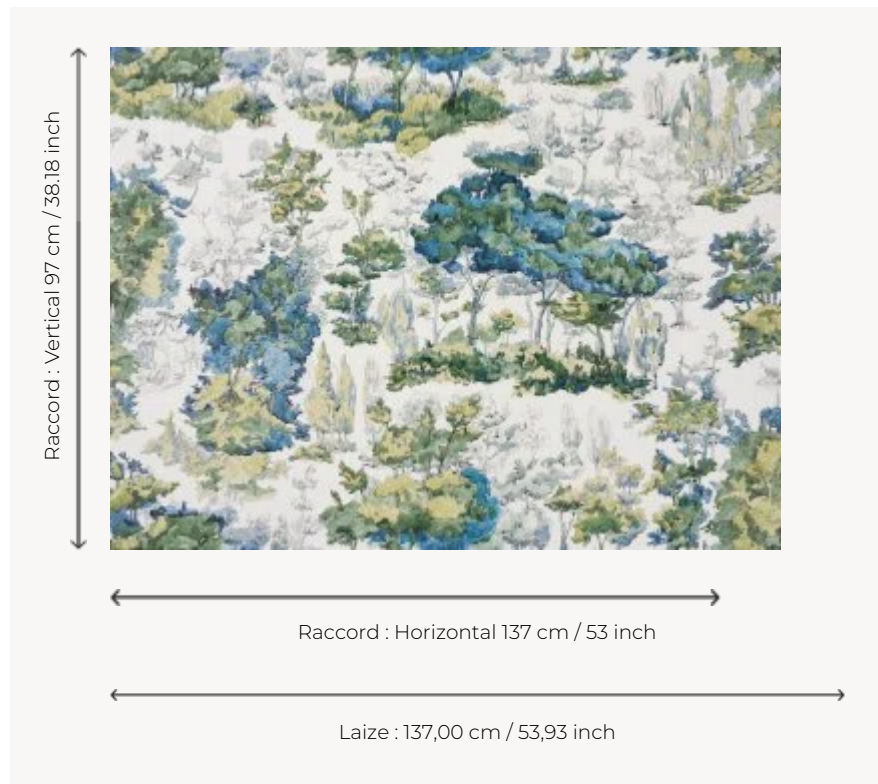 Raccord : Vertical 97 cm / 38.18 inch
Raccord : Horizontal 137 cm / 53 inch
Laize : 137,00 cm / 53,93 inch